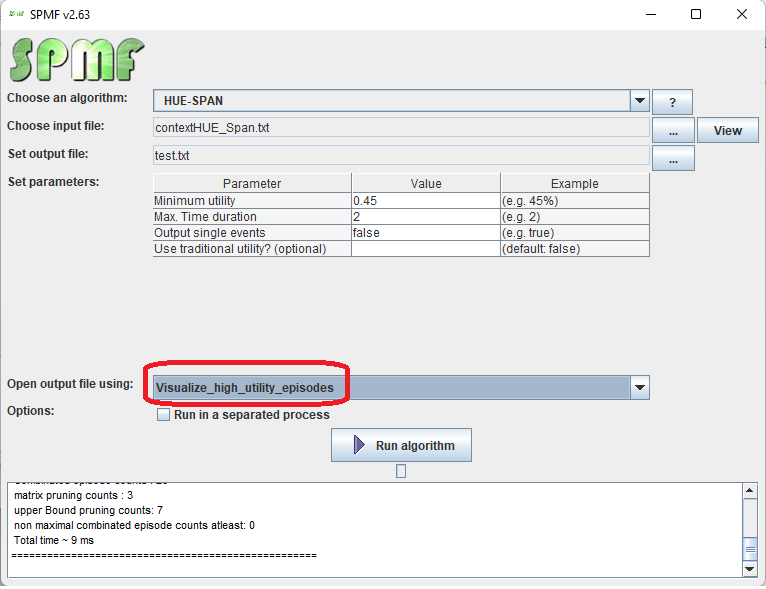 SPMF v2.63
SPMF
Choose an algorithm: HUE-SPAN ?
Choose input file: contextHUE_Span.txt ... View
Set output file: test.txt ...
Set parameters: Parameter Value Example
Minimum utility 0.45 (e.g. 45%)
Max. Time duration 2 (e.g. 2)
Output single events false (e.g. true)
Use traditional utility? (optional) (default: false)
Open output file using: Visualize_high_utility_episodes
Options: Run in a separated process
Run algorithm
matrix pruning counts : 3
upper Bound pruning counts: 7
non maximal combinated episode counts atleast: 0
Total time ~ 9 ms
====================================================